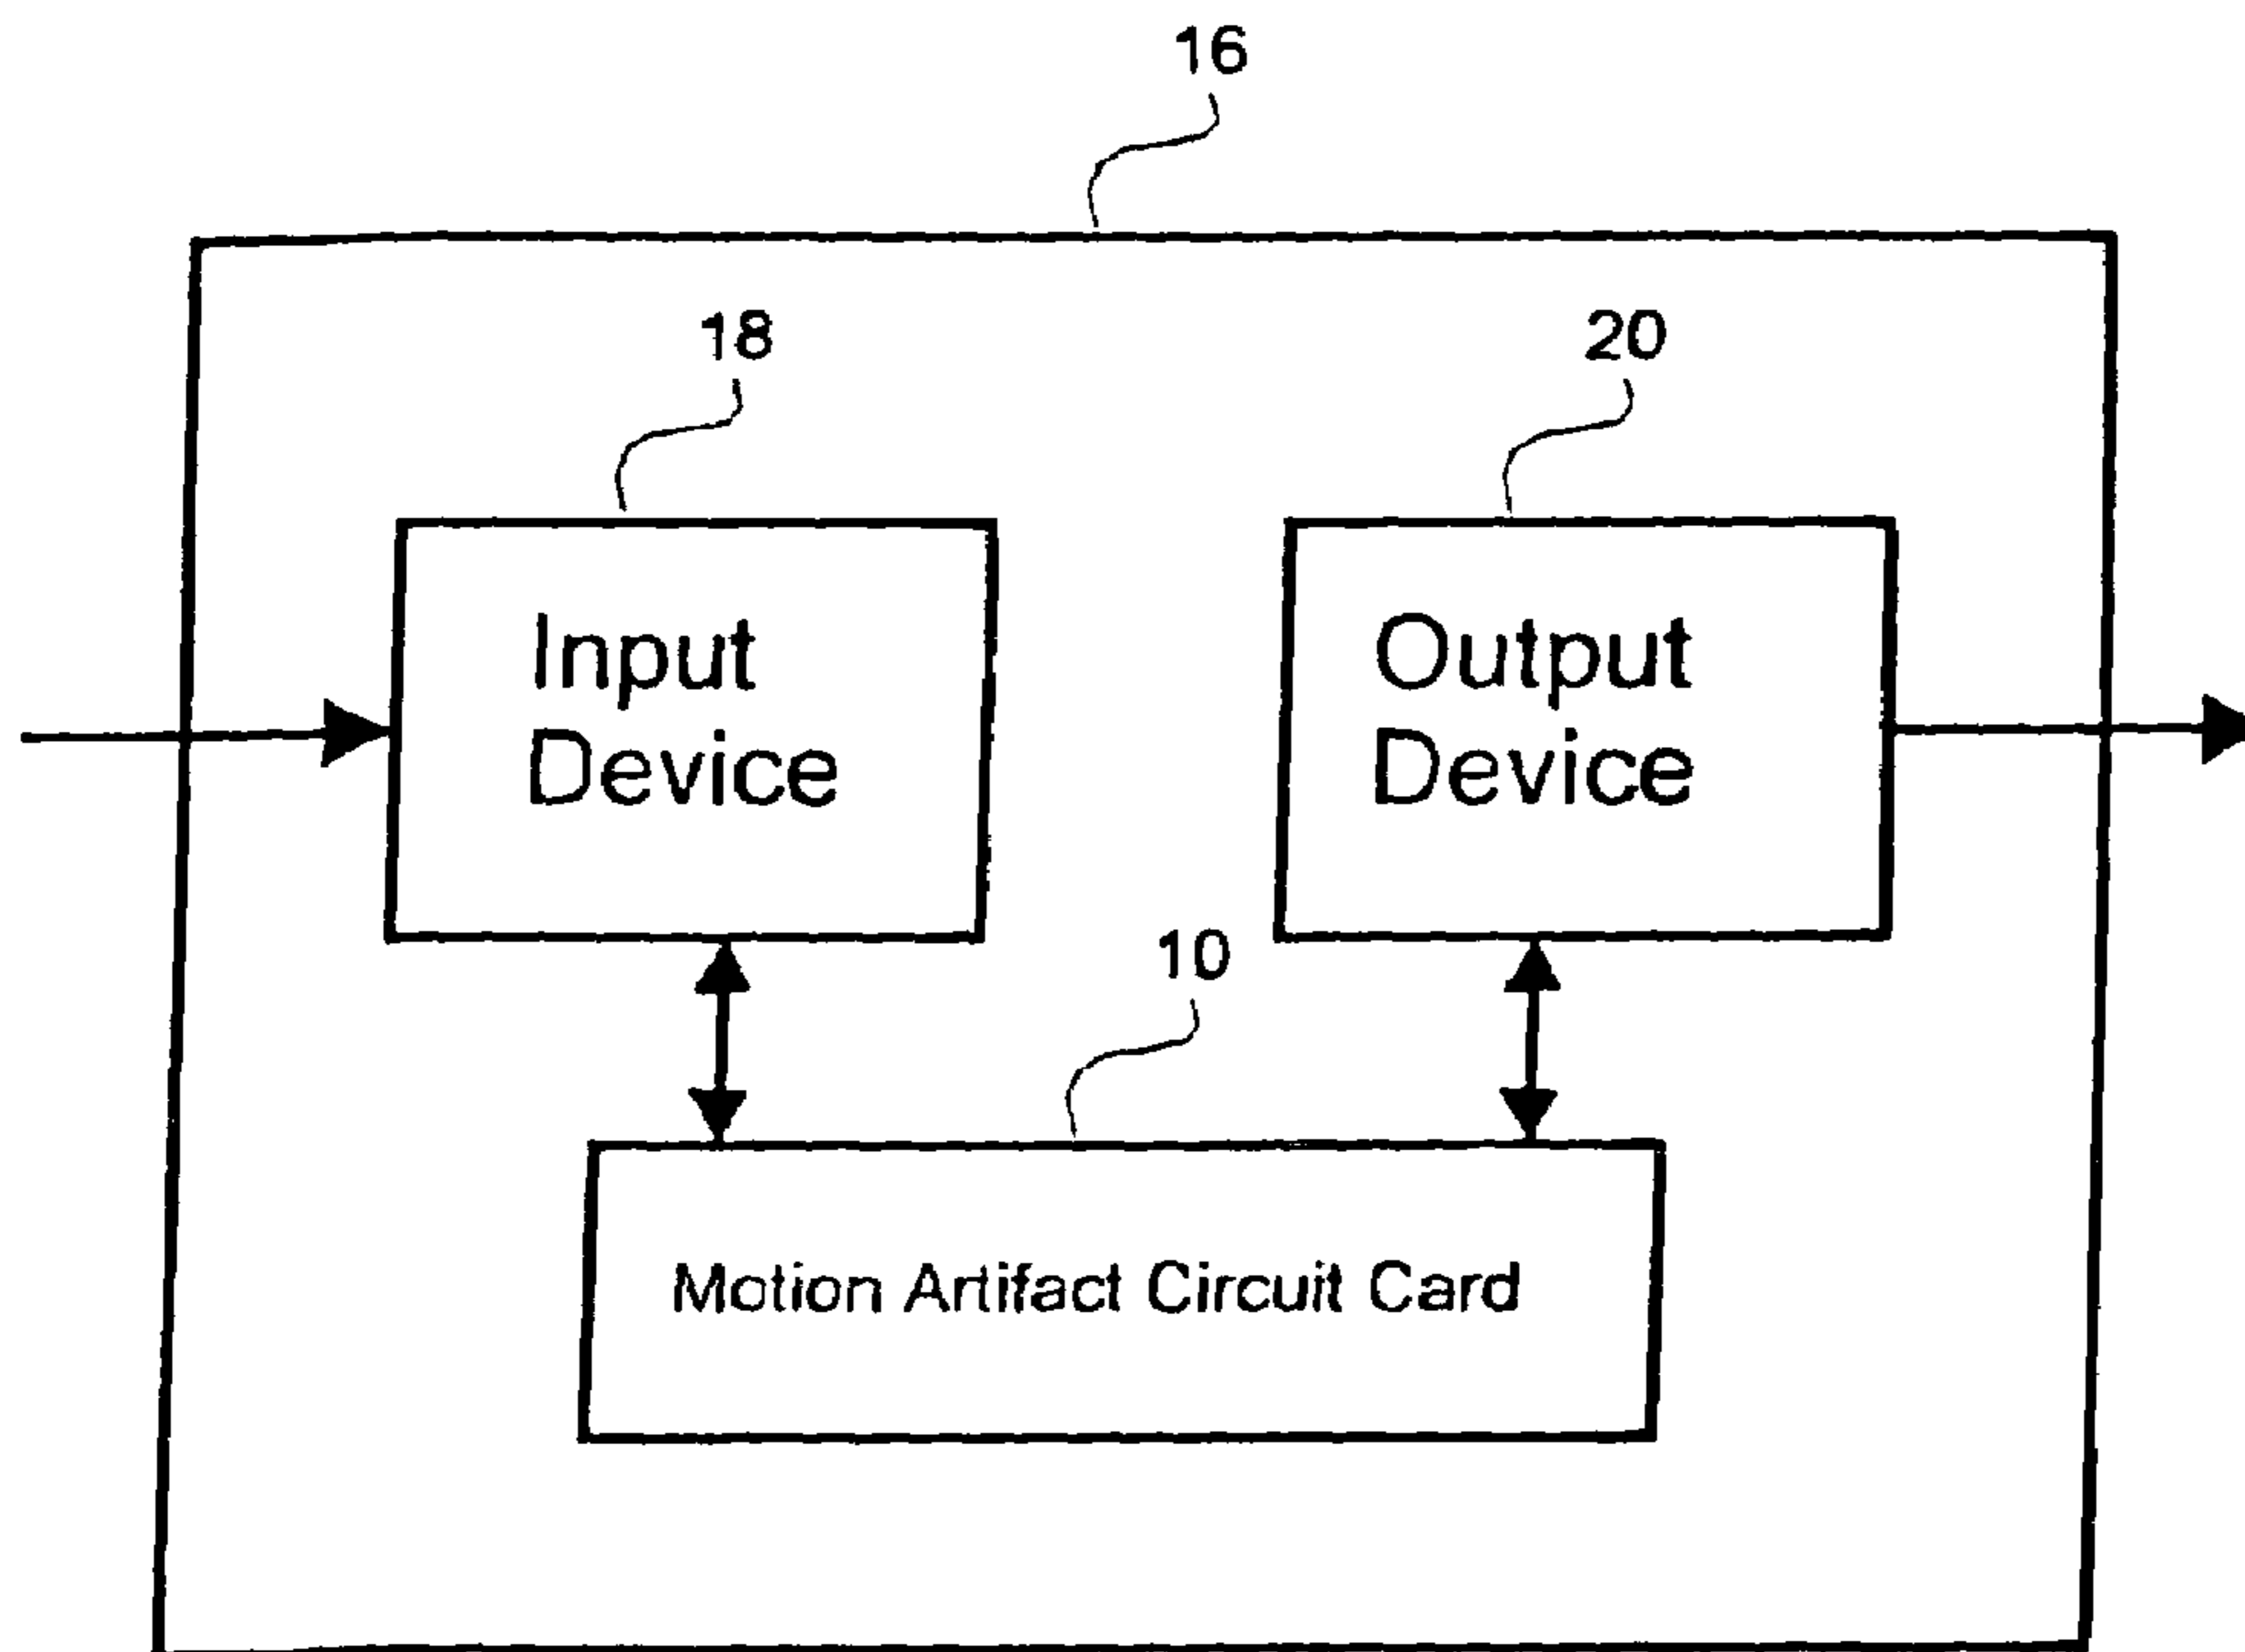 16
18
20
Input
Device
Output
Device
10
Motion Artifact Circuit Card